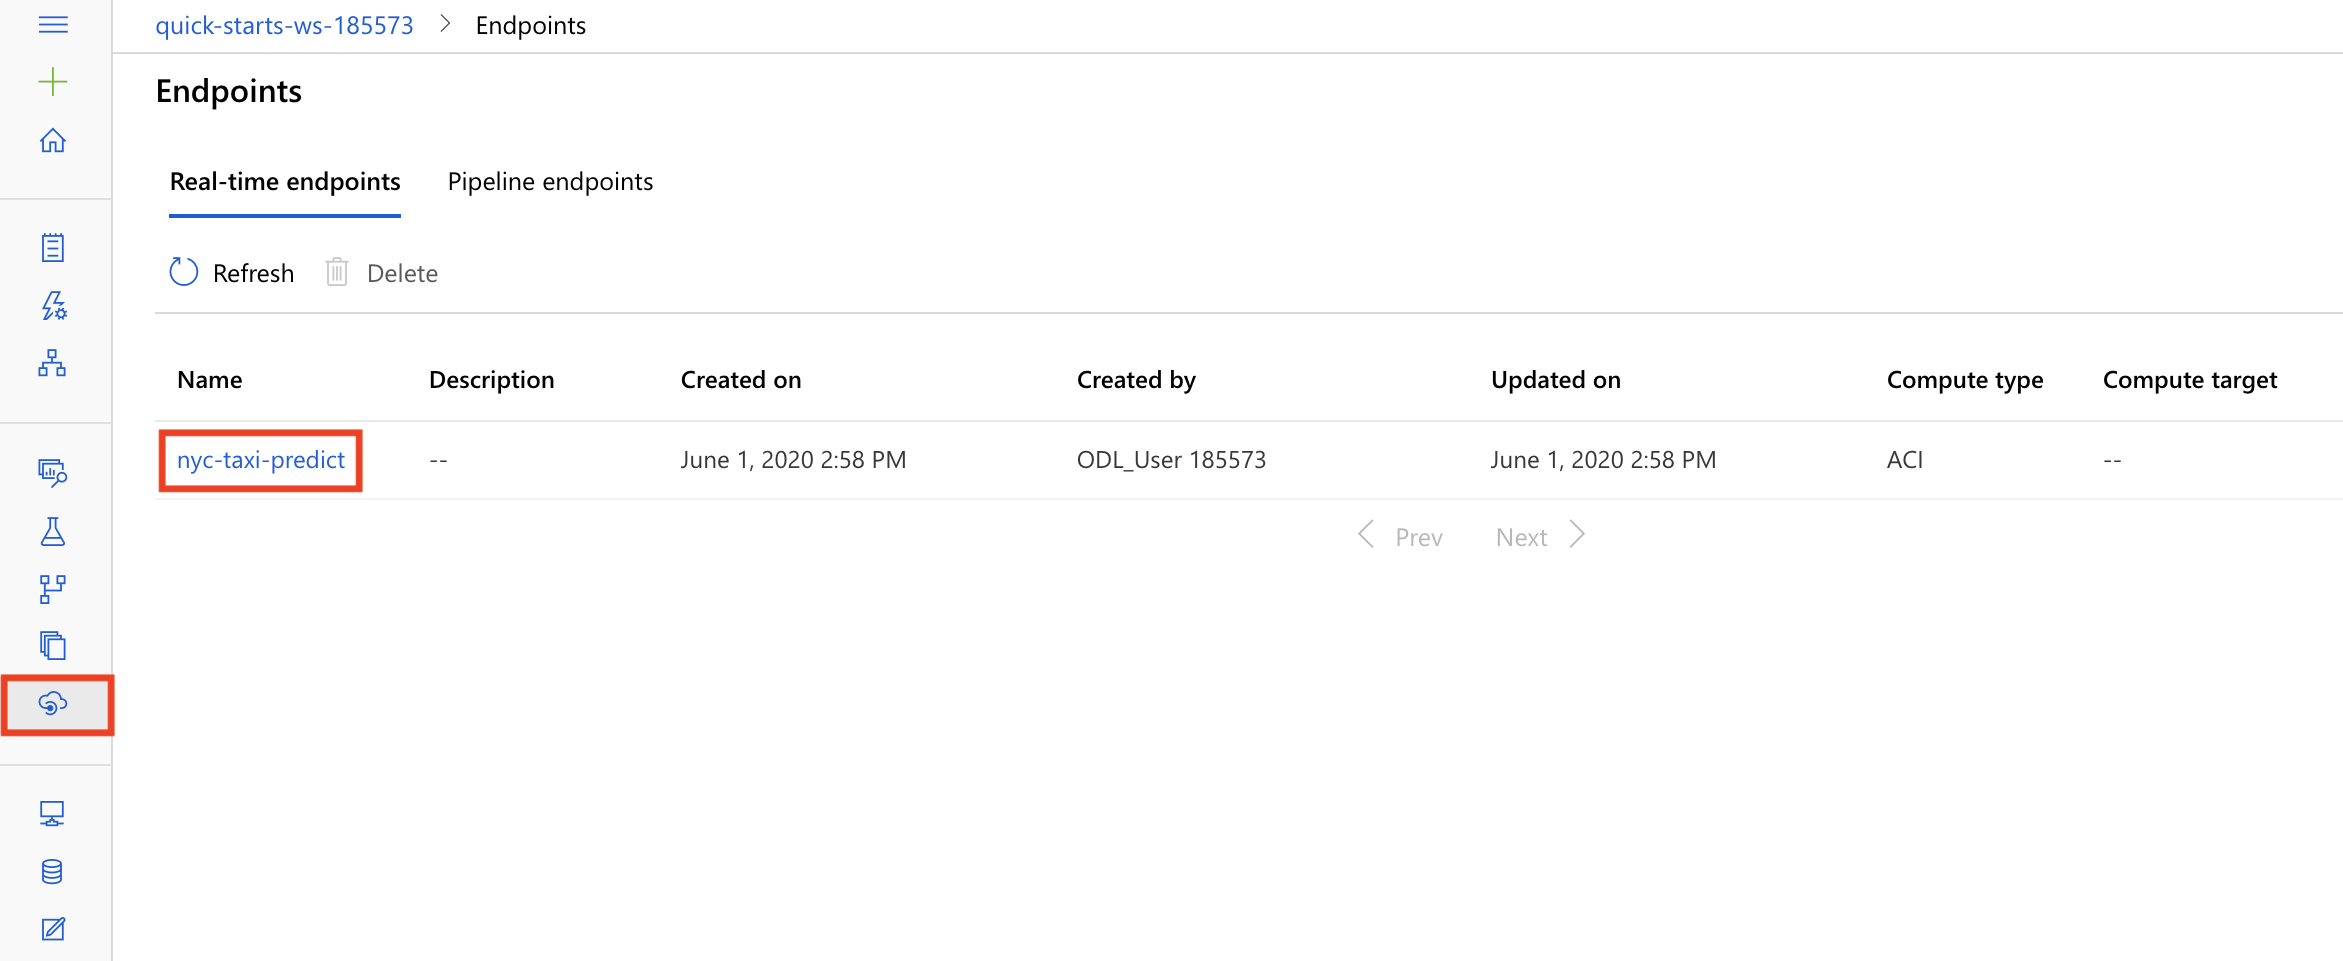 quick-starts-ws-185573 > Endpoints
Endpoints
Real-time endpoints Pipeline endpoints
Refresh Delete
Name Description Created on Created by Updated on Compute type Compute target
nyc-taxi-predict -- June 1, 2020 2:58 PM ODL_User 185573 June 1, 2020 2:58 PM ACI --
Prev Next